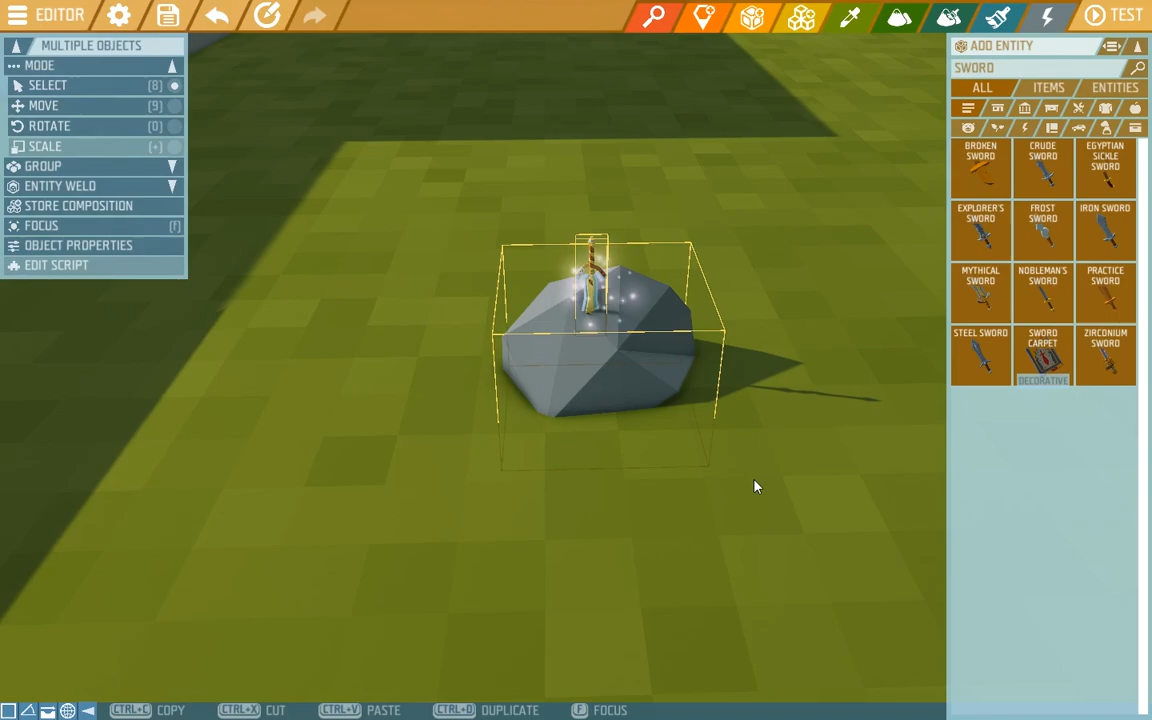 EDITOR
TEST
MULTIPLE OBJECTS
MODE
SELECT (8)
MOVE (9)
ROTATE (0)
SCALE (+)
GROUP
ENTITY WELD
STORE COMPOSITION
FOCUS (f)
OBJECT PROPERTIES
EDIT SCRIPT
ADD ENTITY
SWORD
ALL ITEMS ENTITIES
BROKEN SWORD
CRUDE SWORD
EGYPTIAN SICKLE SWORD
EXPLORER'S SWORD
FROST SWORD
IRON SWORD
MYTHICAL SWORD
NOBLEMAN'S SWORD
PRACTICE SWORD
STEEL SWORD
SWORD CARPET
DECORATIVE
ZIRCONIUM SWORD
CTRL+C COPY CTRL+X CUT CTRL+V PASTE CTRL+D DUPLICATE F FOCUS